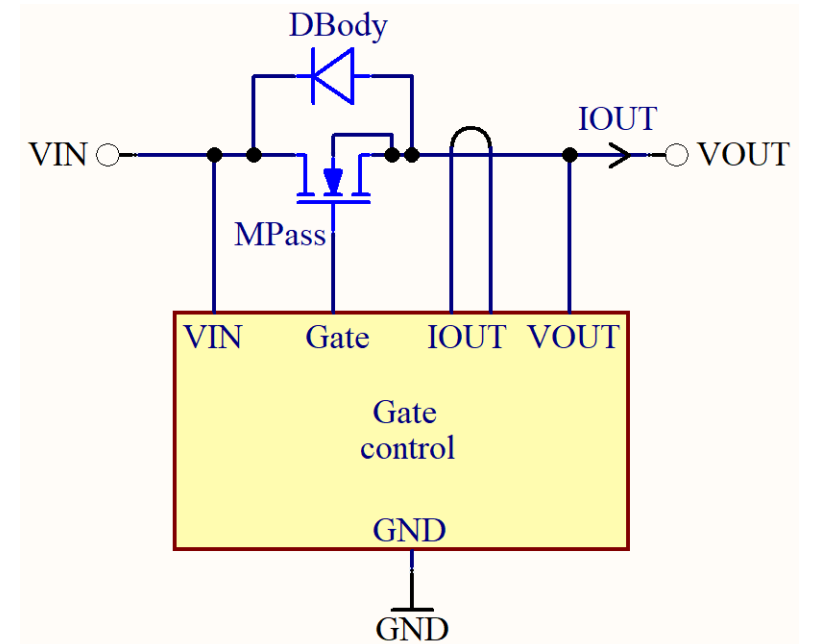 DBody
IOUT
VIN
VOUT
MPass
VIN Gate IOUT VOUT
Gate
control
GND
GND